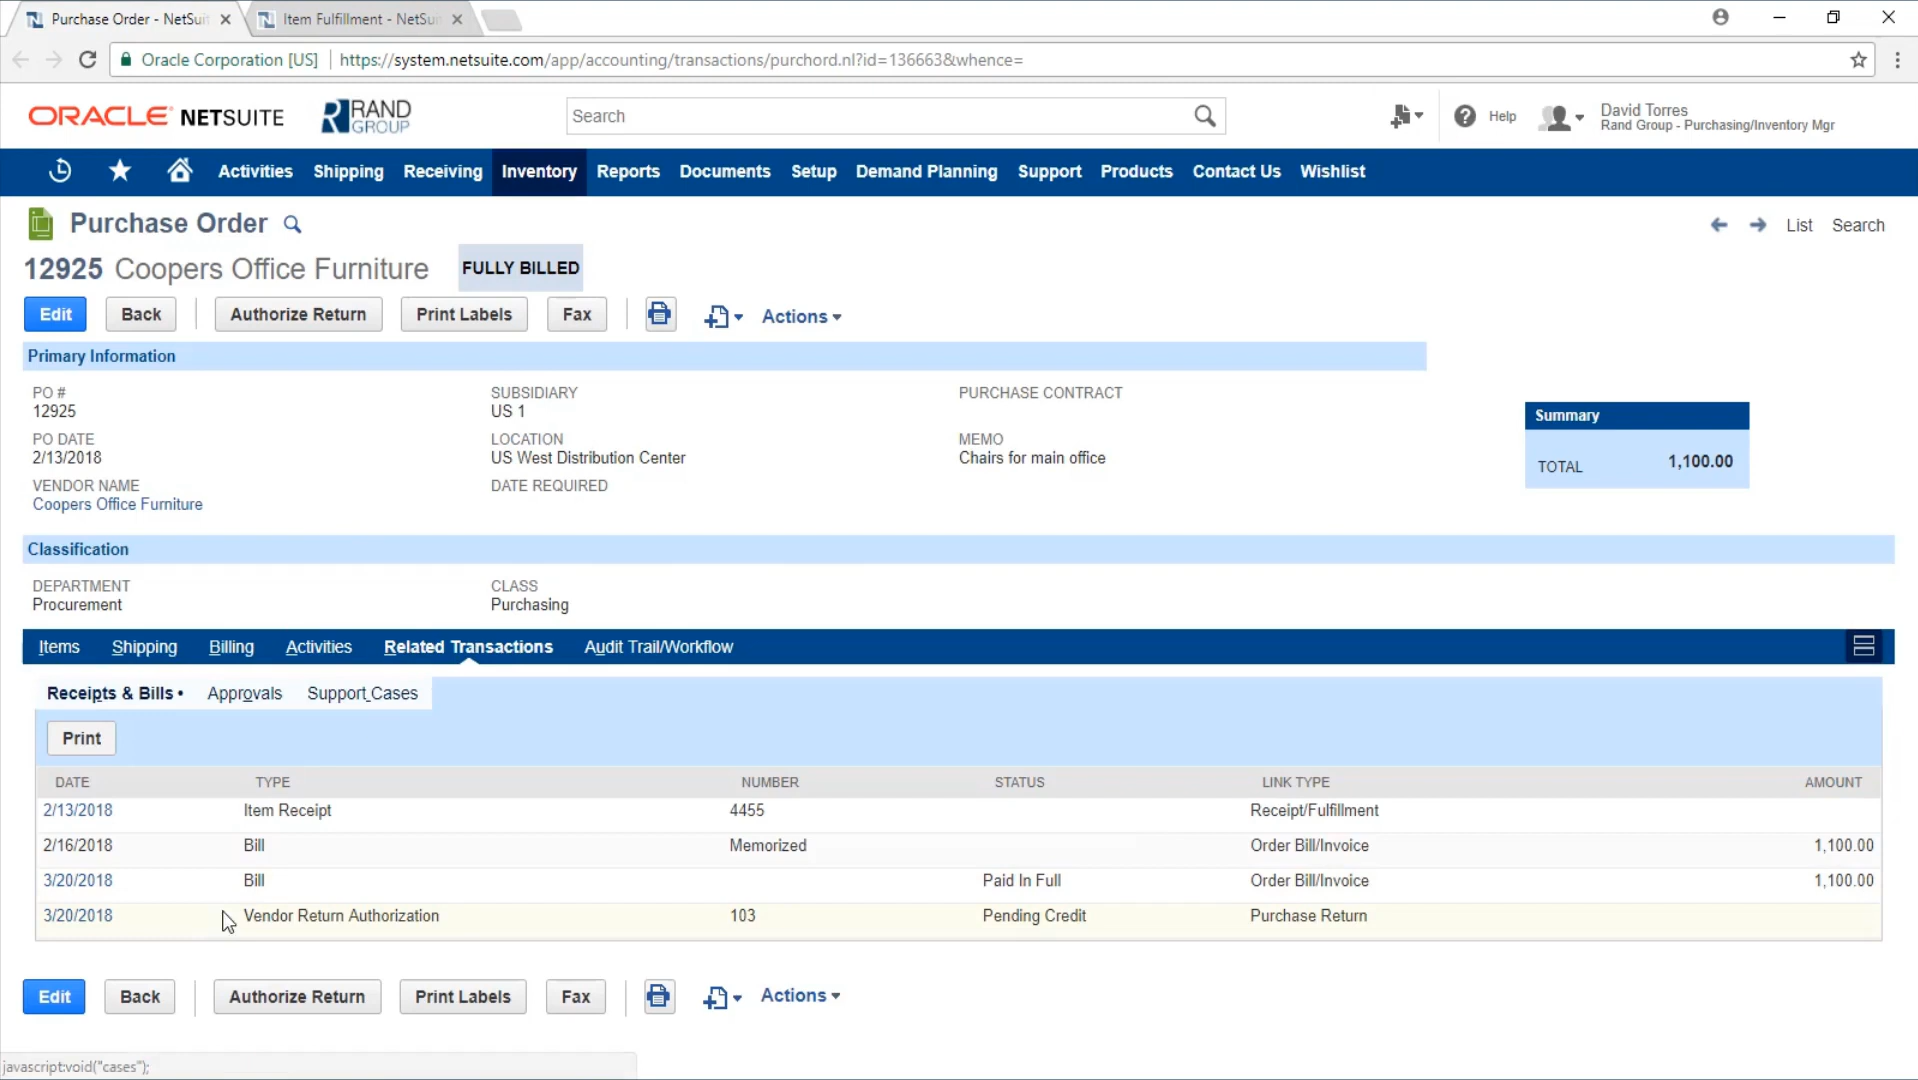 Purchase Order - NetSuit
Item Fulfillment - NetSui
Oracle Corporation [US] https://system.netsuite.com/app/accounting/transactions/purchord.nl?id=136663&whence=
ORACLE NETSUITE RAND GROUP
Search
Help
David Torres
Rand Group - Purchasing/Inventory Mgr
Activities Shipping Receiving Inventory Reports Documents Setup Demand Planning Support Products Contact Us Wishlist
Purchase Order
List Search
12925 Coopers Office Furniture FULLY BILLED
Edit Back Authorize Return Print Labels Fax Actions
Primary Information
PO # SUBSIDIARY PURCHASE CONTRACT
12925 US 1
PO DATE LOCATION MEMO
2/13/2018 US West Distribution Center Chairs for main office
VENDOR NAME DATE REQUIRED
Coopers Office Furniture
Summary
TOTAL 1,100.00
Classification
DEPARTMENT CLASS
Procurement Purchasing
Items Shipping Billing Activities Related Transactions Audit Trail/Workflow
Receipts & Bills • Approvals Support Cases
Print
DATE TYPE NUMBER STATUS LINK TYPE AMOUNT
2/13/2018 Item Receipt 4455 Receipt/Fulfillment
2/16/2018 Bill Memorized Order Bill/Invoice 1,100.00
3/20/2018 Bill Paid In Full Order Bill/Invoice 1,100.00
3/20/2018 Vendor Return Authorization 103 Pending Credit Purchase Return
Edit Back Authorize Return Print Labels Fax Actions
javascript:void("cases");